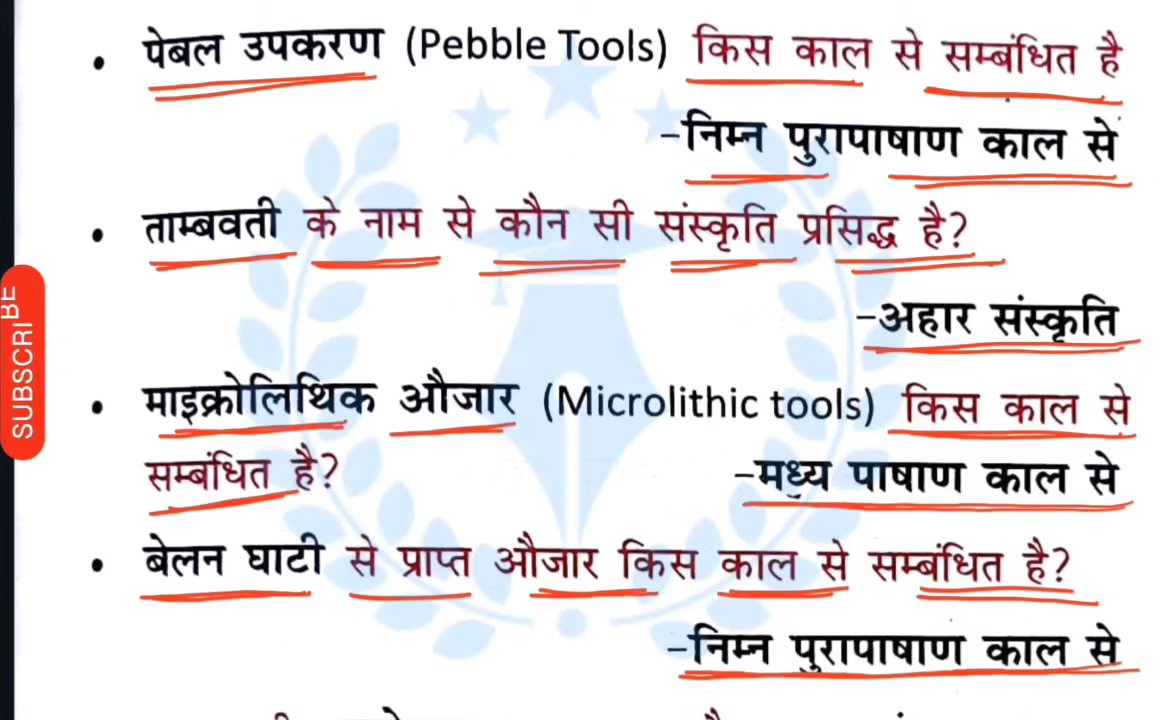 • पेबल उपकरण (Pebble Tools) किस काल से सम्बंधित है
–निम्न पुरापाषाण काल से
• ताम्बवती के नाम से कौन सी संस्कृति प्रसिद्ध है?
–अहार संस्कृति
• माइक्रोलिथिक औजार (Microlithic tools) किस काल से
सम्बंधित है?
–मध्य पाषाण काल से
• बेलन घाटी से प्राप्त औजार किस काल से सम्बंधित है?
–निम्न पुरापाषाण काल से
SUBSCRIBE